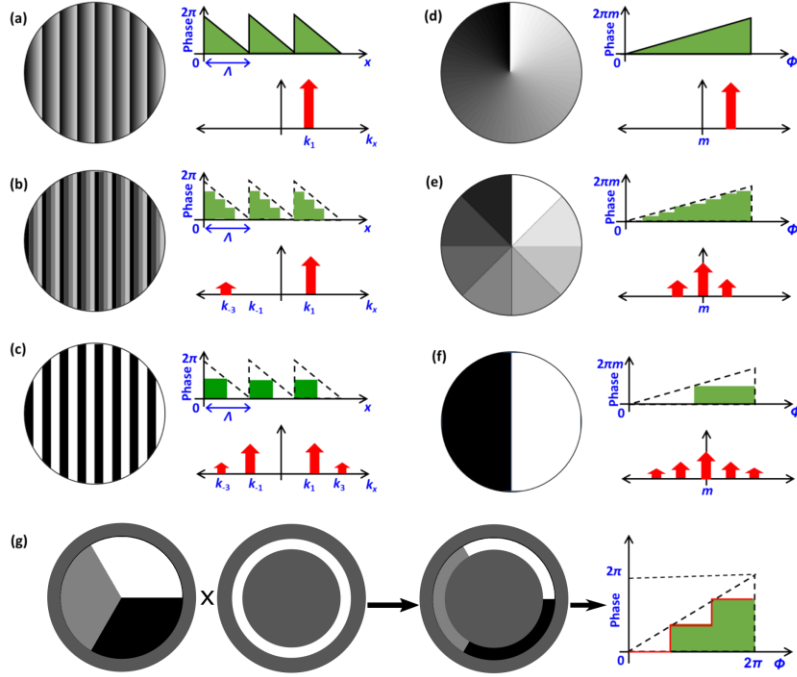 (a)
2π
Phase
0
Λ
x
k1
kx
(d)
2πm
Phase
0
Φ
m
(b)
2π
Phase
0
Λ
x
k-3
k-1
k1
kx
(e)
2πm
Phase
0
Φ
m
(c)
2π
Phase
0
Λ
x
k-3
k-1
k1
k3
kx
(f)
2πm
Phase
0
Φ
m
(g)
X
2π
Phase
0
2π
Φ